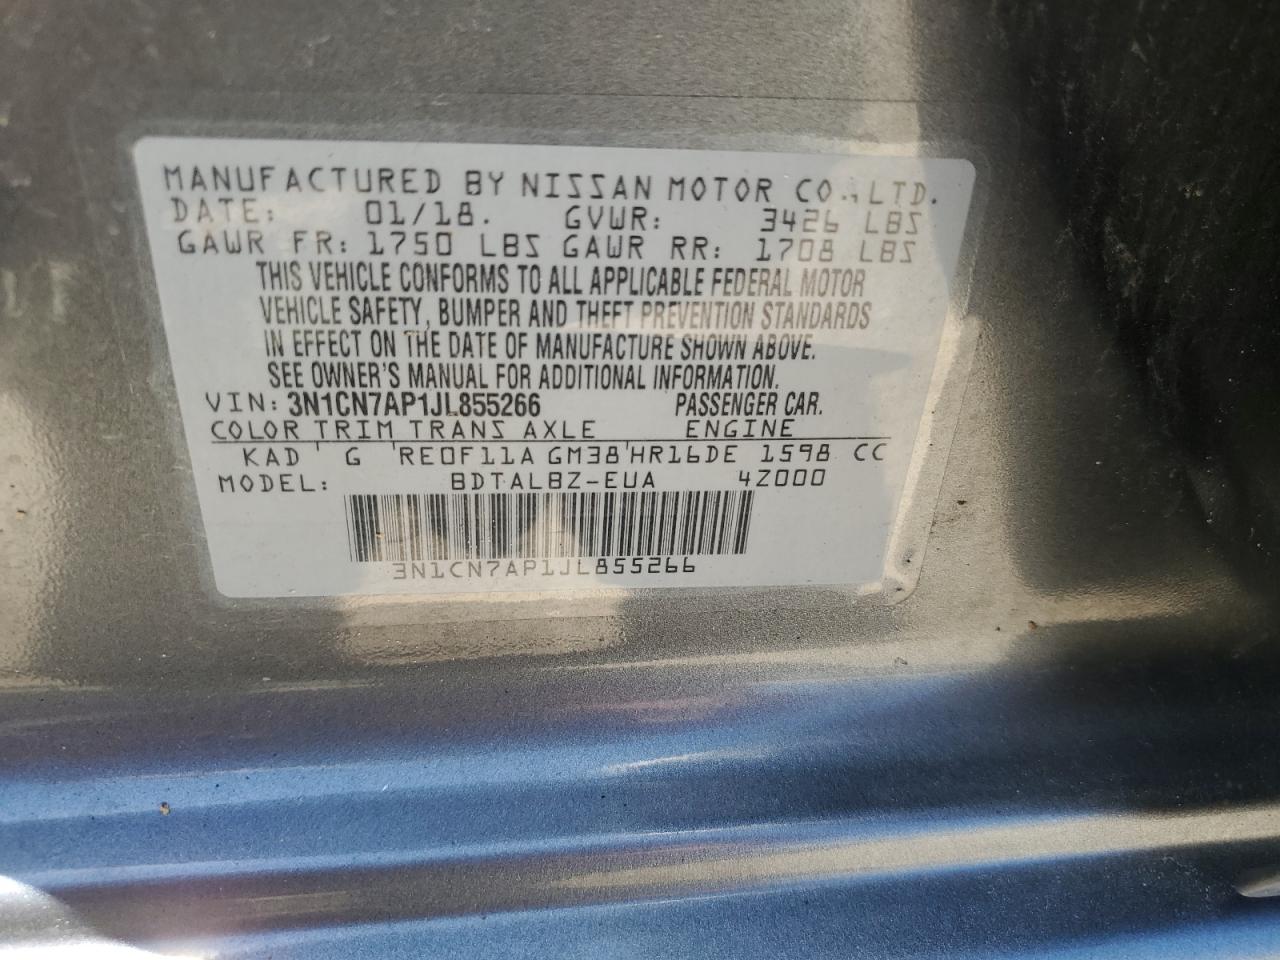 MANUFACTURED BY NISSAN MOTOR CO., LTD.
DATE: 01/18. GVWR: 3426 LBS
GAWR FR: 1750 LBS GAWR RR: 1708 LBS
THIS VEHICLE CONFORMS TO ALL APPLICABLE FEDERAL MOTOR
VEHICLE SAFETY, BUMPER AND THEFT PREVENTION STANDARDS
IN EFFECT ON THE DATE OF MANUFACTURE SHOWN ABOVE.
SEE OWNER'S MANUAL FOR ADDITIONAL INFORMATION.
VIN: 3N1CN7AP1JL855266 PASSENGER CAR.
COLOR TRIM TRANS AXLE ENGINE
KAD G RE0F11A GM38 HR16DE 1598 CC
MODEL: BDTALBZ-EUA 4Z000
3N1CN7AP1JL855266